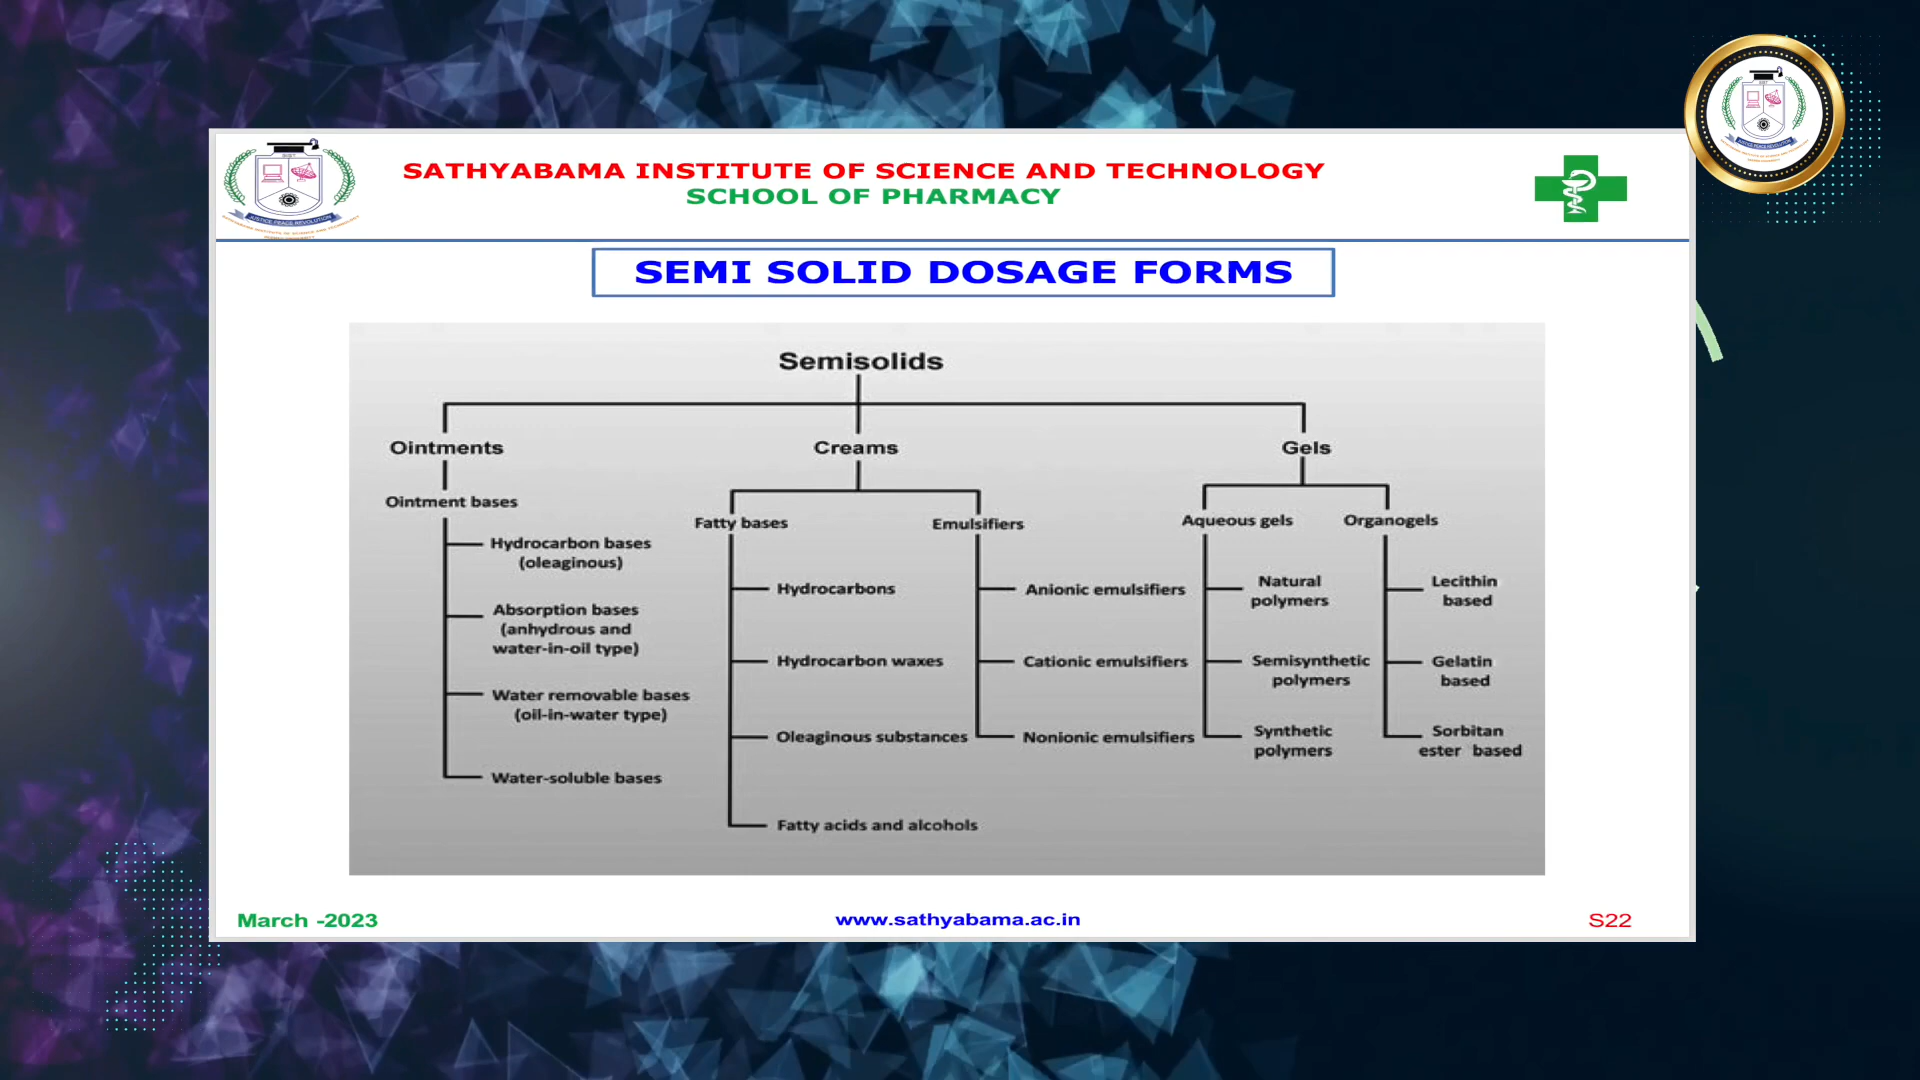 SATHYABAMA INSTITUTE OF SCIENCE AND TECHNOLOGY
SCHOOL OF PHARMACY
SEMI SOLID DOSAGE FORMS
Semisolids
Ointments
Creams
Gels
Ointment bases
Hydrocarbon bases
(oleaginous)
Absorption bases
(anhydrous and
water-in-oil type)
Water removable bases
(oil-in-water type)
Water-soluble bases
Fatty bases
Hydrocarbons
Hydrocarbon waxes
Oleaginous substances
Fatty acids and alcohols
Emulsifiers
Anionic emulsifiers
Cationic emulsifiers
Nonionic emulsifiers
Aqueous gels
Natural
polymers
Semisynthetic
polymers
Synthetic
polymers
Organogels
Lecithin
based
Gelatin
based
Sorbitan
ester based
March -2023
www.sathyabama.ac.in
S22